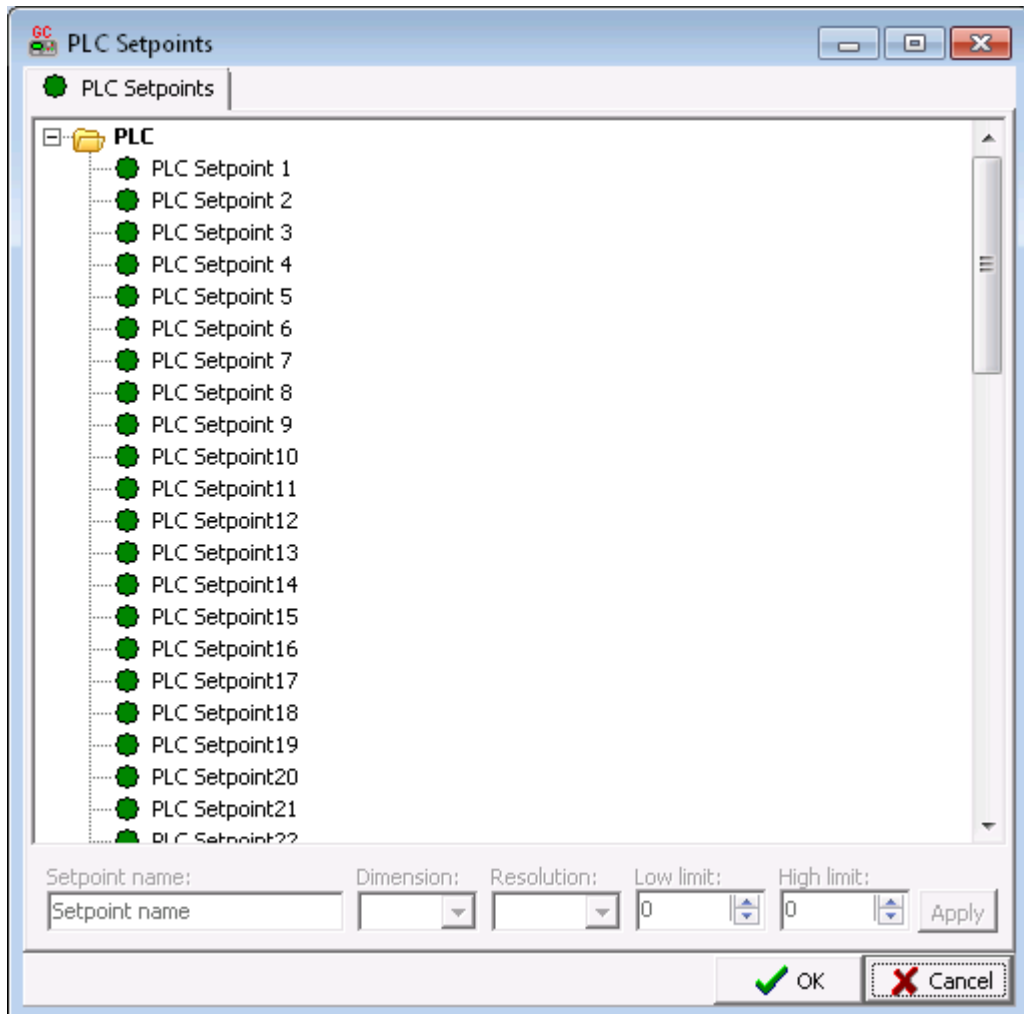 GC
PLC Setpoints
PLC Setpoints
PLC
PLC Setpoint 1
PLC Setpoint 2
PLC Setpoint 3
PLC Setpoint 4
PLC Setpoint 5
PLC Setpoint 6
PLC Setpoint 7
PLC Setpoint 8
PLC Setpoint 9
PLC Setpoint10
PLC Setpoint11
PLC Setpoint12
PLC Setpoint13
PLC Setpoint14
PLC Setpoint15
PLC Setpoint16
PLC Setpoint17
PLC Setpoint18
PLC Setpoint19
PLC Setpoint20
PLC Setpoint21
PLC Setpoint22
Setpoint name: Dimension: Resolution: Low limit: High limit:
Setpoint name 0 0 Apply
OK Cancel